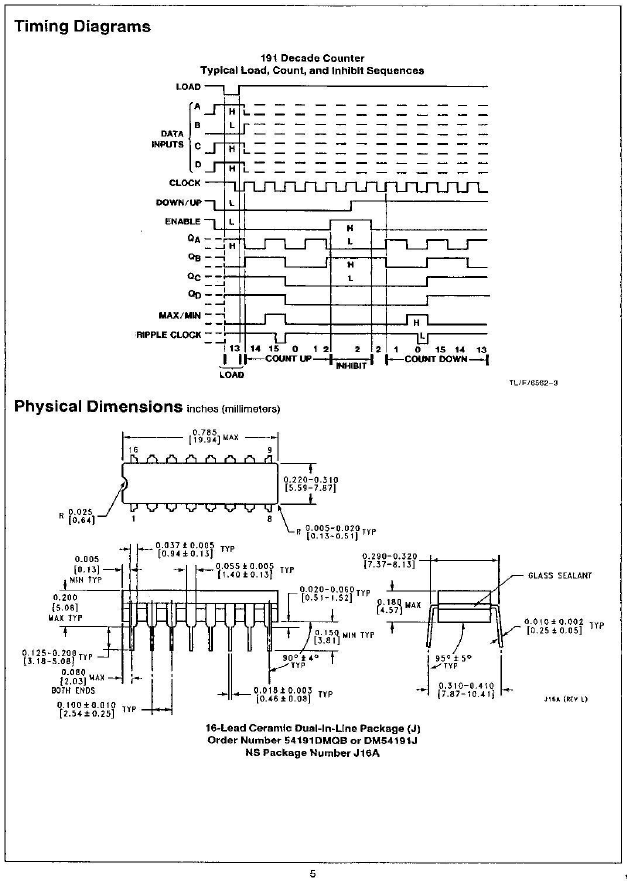 Timing Diagrams
191 Decade Counter
Typical Load, Count, and Inhibit Sequences
LOAD
A H
B L
DATA
INPUTS
C H
D H
CLOCK
DOWN/UP L
ENABLE L H
QA H L
QB H
QC L
QD
MAX/MIN H
RIPPLE CLOCK L
13 14 15 0 1 2 2 2 1 0 15 14 13
COUNT UP INHIBIT COUNT DOWN
LOAD
TL/F/6562-3
Physical Dimensions inches (millimeters)
0.785
[19.94] MAX
16 9
0.220-0.310
[5.59-7.87]
R 0.025
[0.64]
1 8
R 0.005-0.020 TYP
[0.13-0.51]
0.037 ± 0.005 TYP
[0.94 ± 0.13]
0.005
[0.13]
MIN TYP
0.055 ± 0.005 TYP
[1.40 ± 0.13]
0.290-0.320
[7.37-8.13]
GLASS SEALANT
0.200
[5.08]
MAX TYP
0.020-0.060 TYP
[0.51-1.52]
0.180 MAX
[4.57]
0.150 MIN TYP
[3.81]
0.010 ± 0.002 TYP
[0.25 ± 0.05]
0.125-0.200 TYP
[3.18-5.08]
90° ± 4°
TYP
95° ± 5°
TYP
0.080 MAX
[2.03]
BOTH ENDS
0.018 ± 0.003 TYP
[0.46 ± 0.08]
0.310-0.410
[7.87-10.41]
0.100 ± 0.010 TYP
[2.54 ± 0.25]
J16A (REV L)
16-Lead Ceramic Dual-In-Line Package (J)
Order Number 54191DMQB or DM54191J
NS Package Number J16A
5